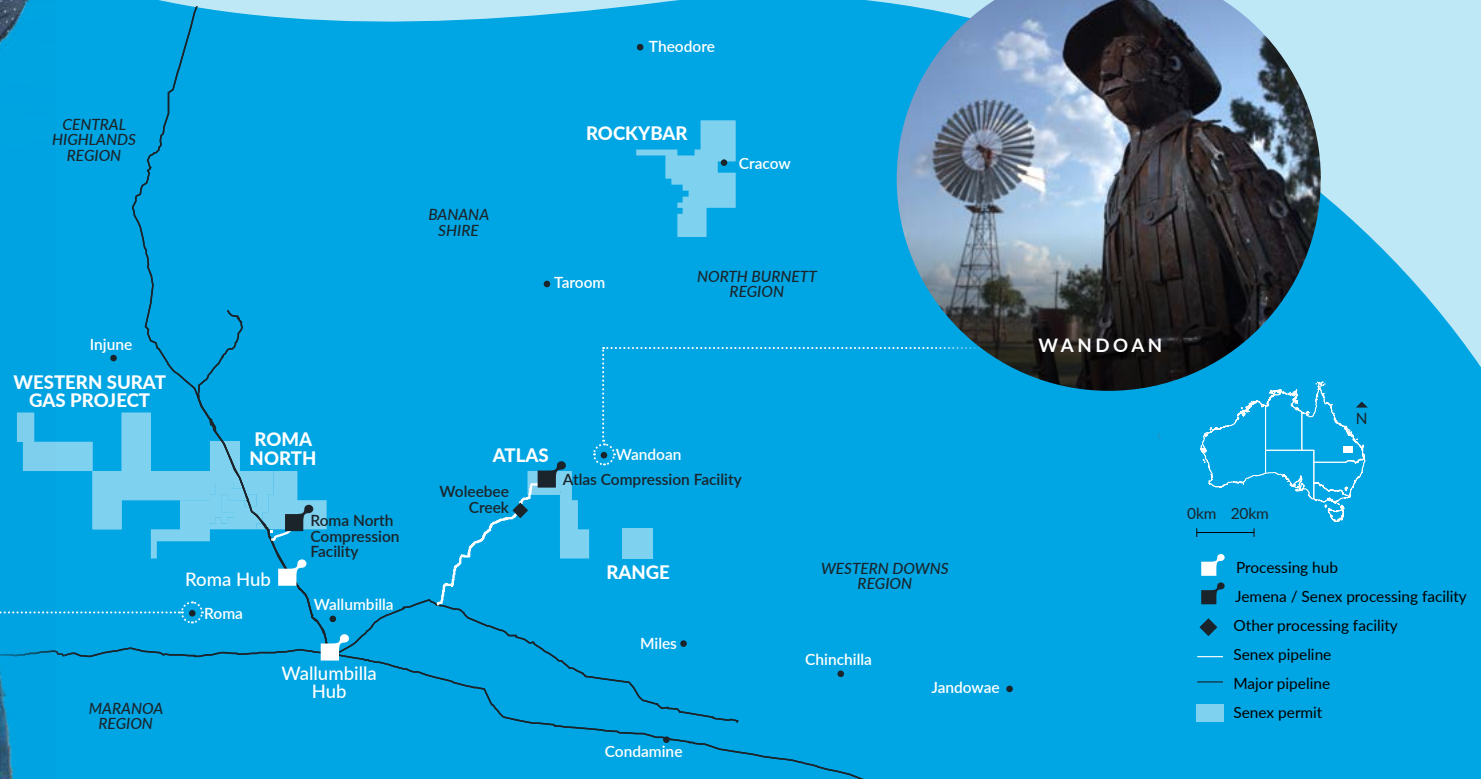 Theodore
CENTRAL
HIGHLANDS
REGION
ROCKYBAR
Cracow
BANANA
SHIRE
NORTH BURNETT
REGION
Taroom
WANDOAN
Injune
WESTERN SURAT
GAS PROJECT
ROMA
NORTH
ATLAS
Wandoan
Atlas Compression Facility
Woleebee
Creek
Roma North
Compression
Facility
Roma Hub
RANGE
WESTERN DOWNS
REGION
Roma
Wallumbilla
Miles
Chinchilla
Jandowae
Wallumbilla
Hub
MARANOA
REGION
Condamine
N
0km 20km
Processing hub
Jemena / Senex processing facility
Other processing facility
Senex pipeline
Major pipeline
Senex permit